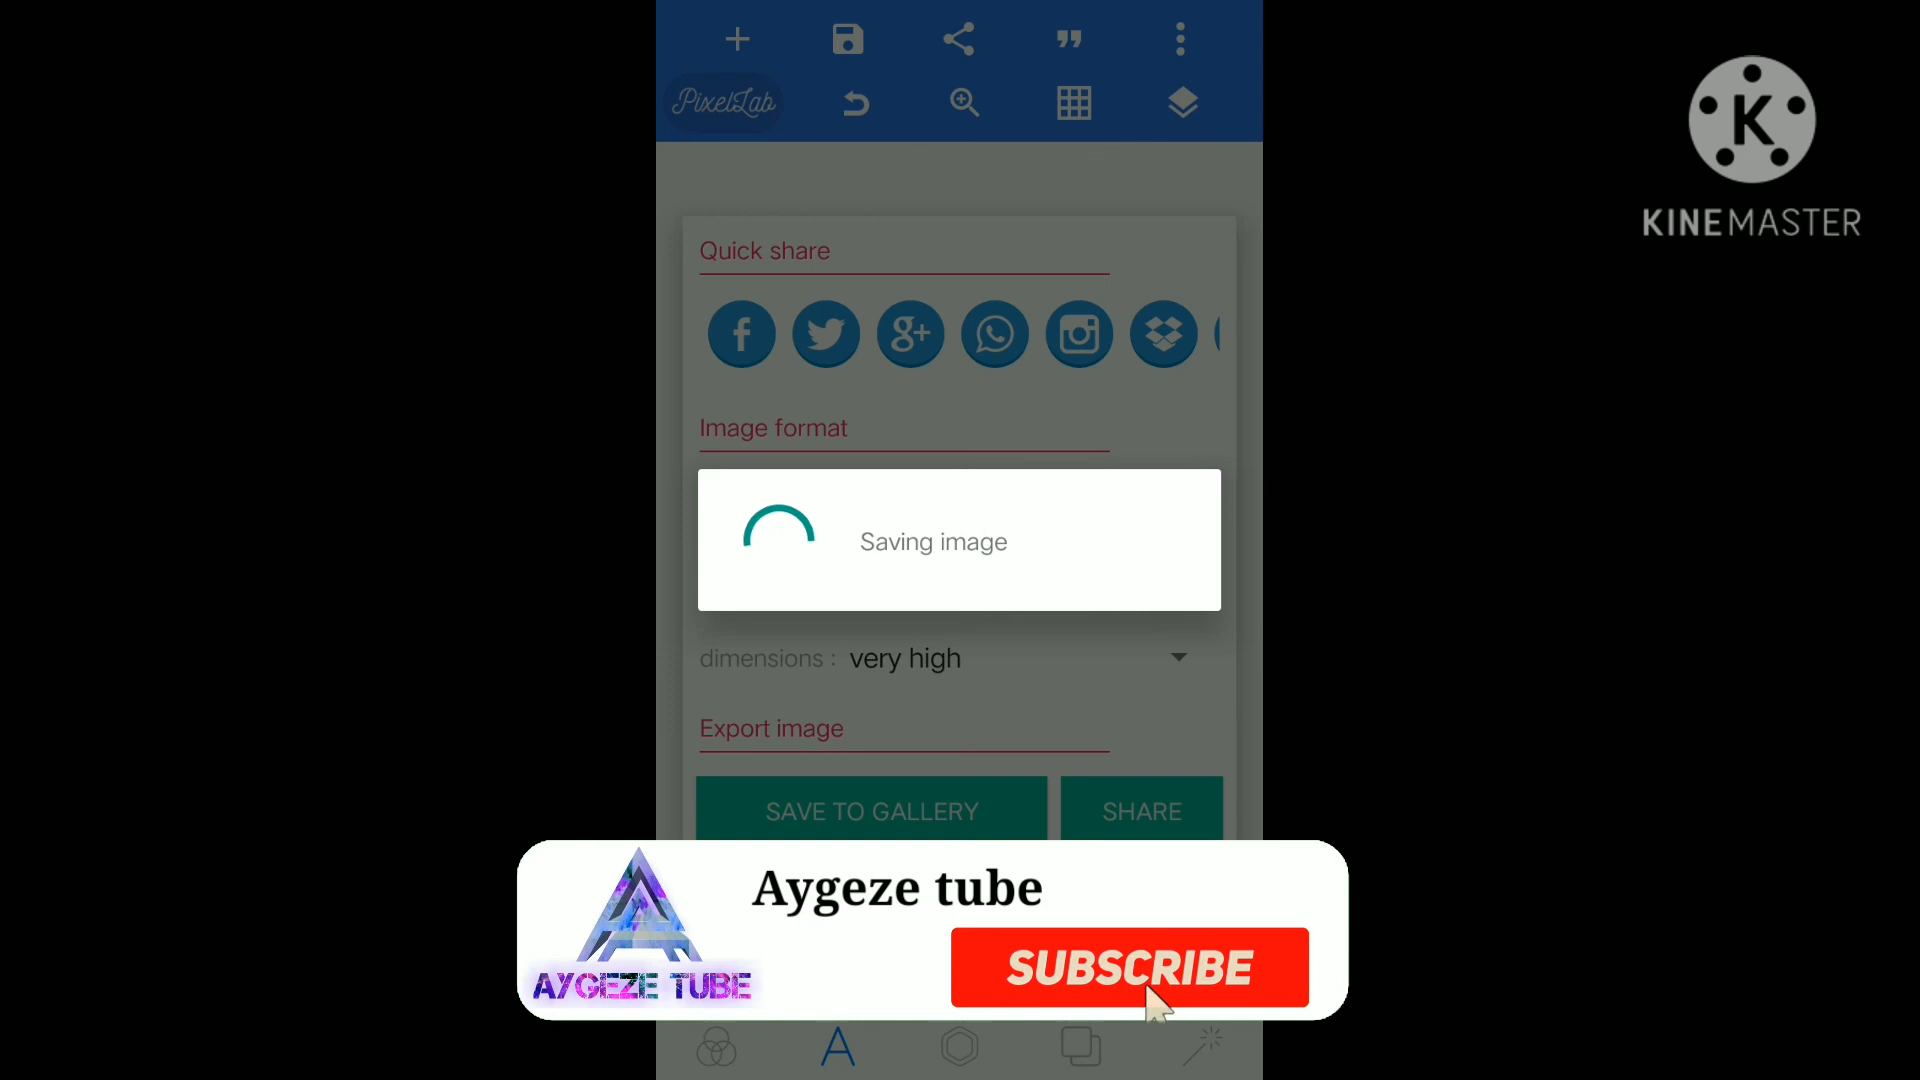 PixelLab
K
KINEMASTER
Quick share
f
g+
Image format
Saving image
dimensions : very high
Export image
SAVE TO GALLERY
SHARE
Aygeze tube
AYGEZE TUBE
SUBSCRIBE